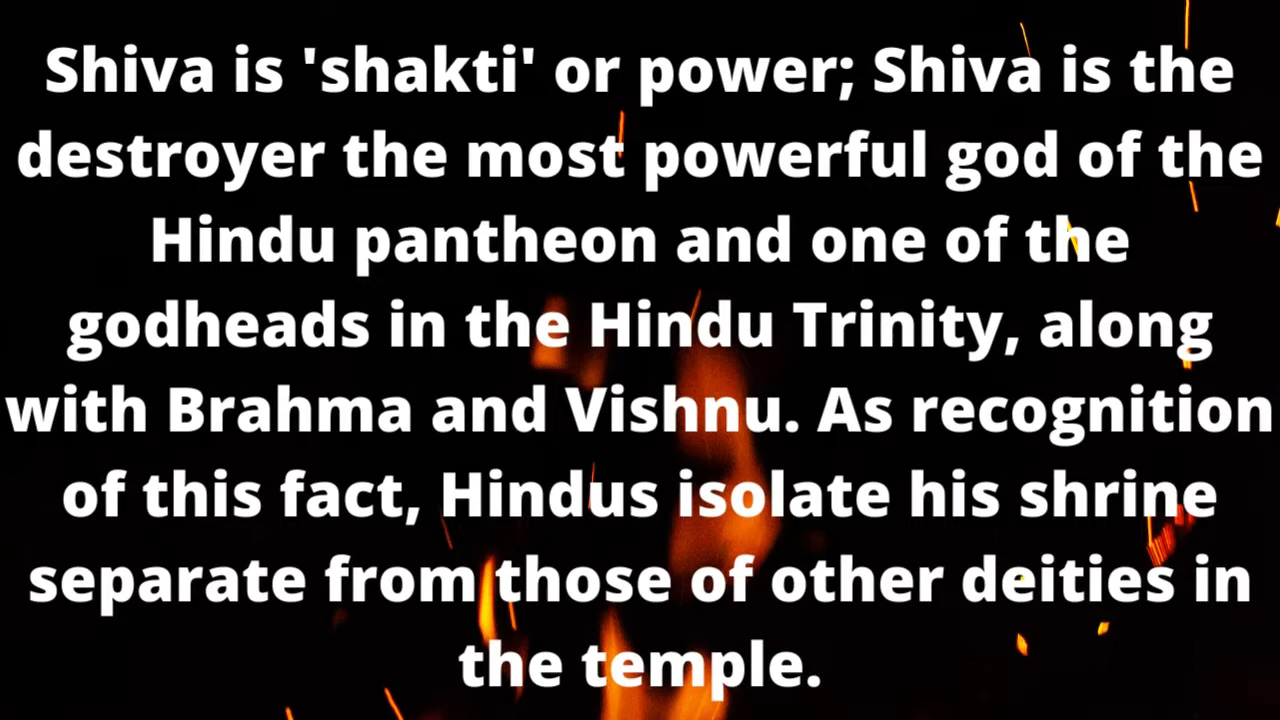 Shiva is 'shakti' or power; Shiva is the
destroyer the most powerful god of the
Hindu pantheon and one of the
godheads in the Hindu Trinity, along
with Brahma and Vishnu. As recognition
of this fact, Hindus isolate his shrine
separate from those of other deities in
the temple.